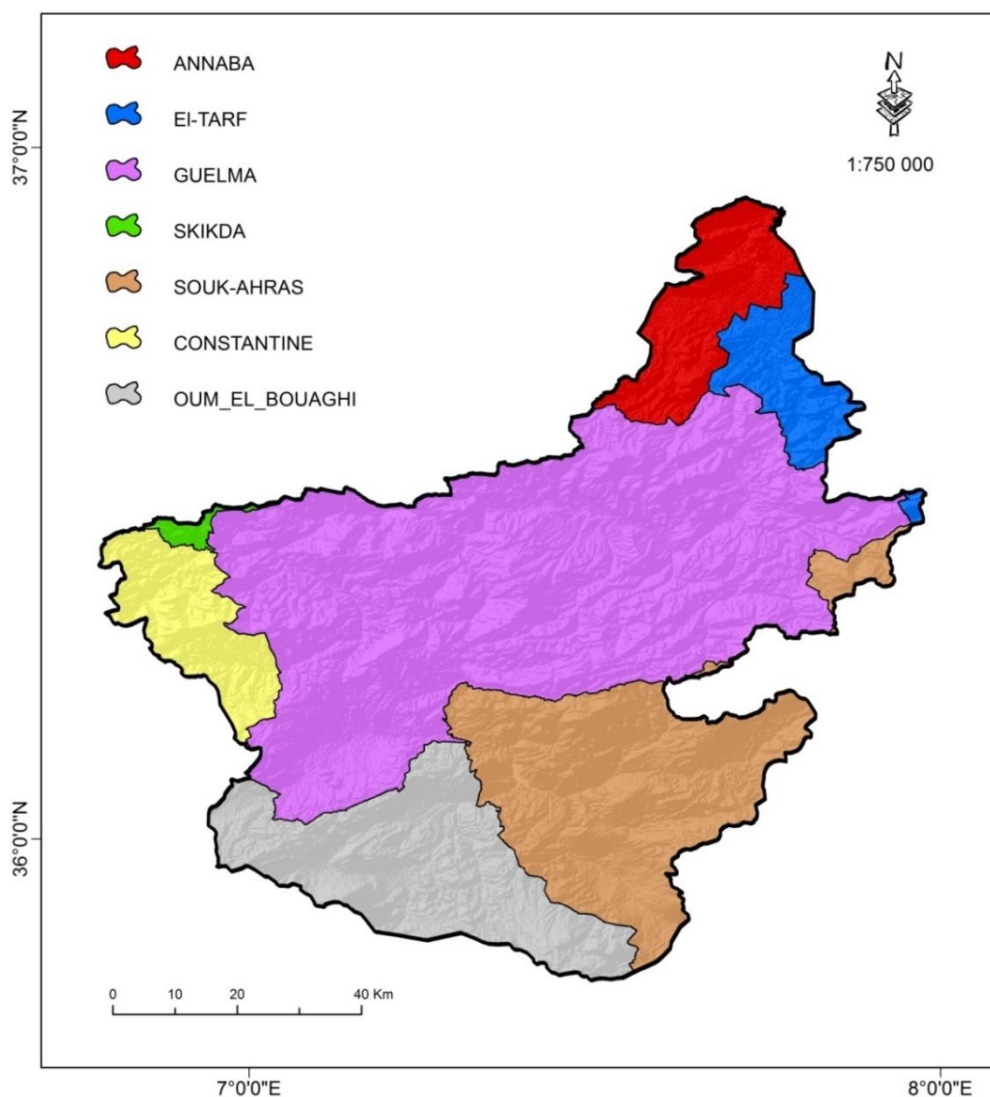 ANNABA
El-TARF
GUELMA
SKIKDA
SOUK-AHRAS
CONSTANTINE
OUM_EL_BOUAGHI
N
1:750 000
37°0'0"N
36°0'0"N
0 10 20 40 Km
7°0'0"E 8°0'0"E